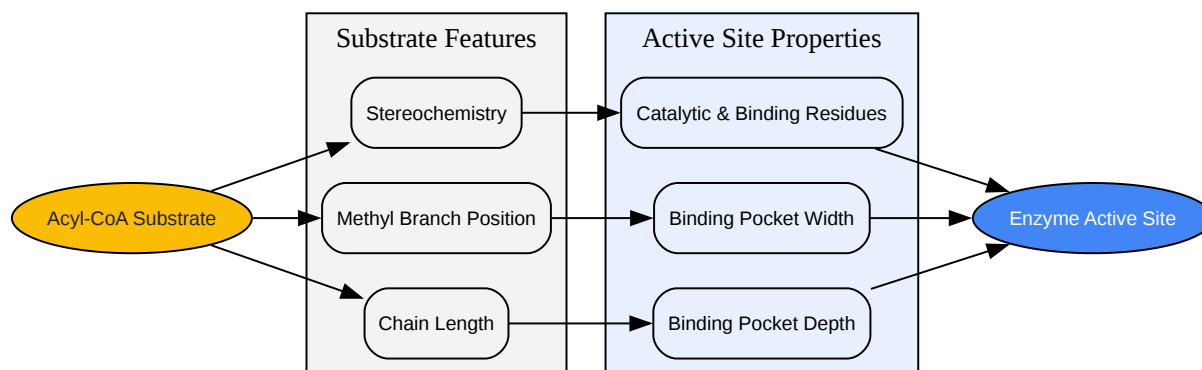 Substrate Features
Active Site Properties
Stereochemistry
Catalytic & Binding Residues
Acyl-CoA Substrate
Methyl Branch Position
Binding Pocket Width
Enzyme Active Site
Chain Length
Binding Pocket Depth